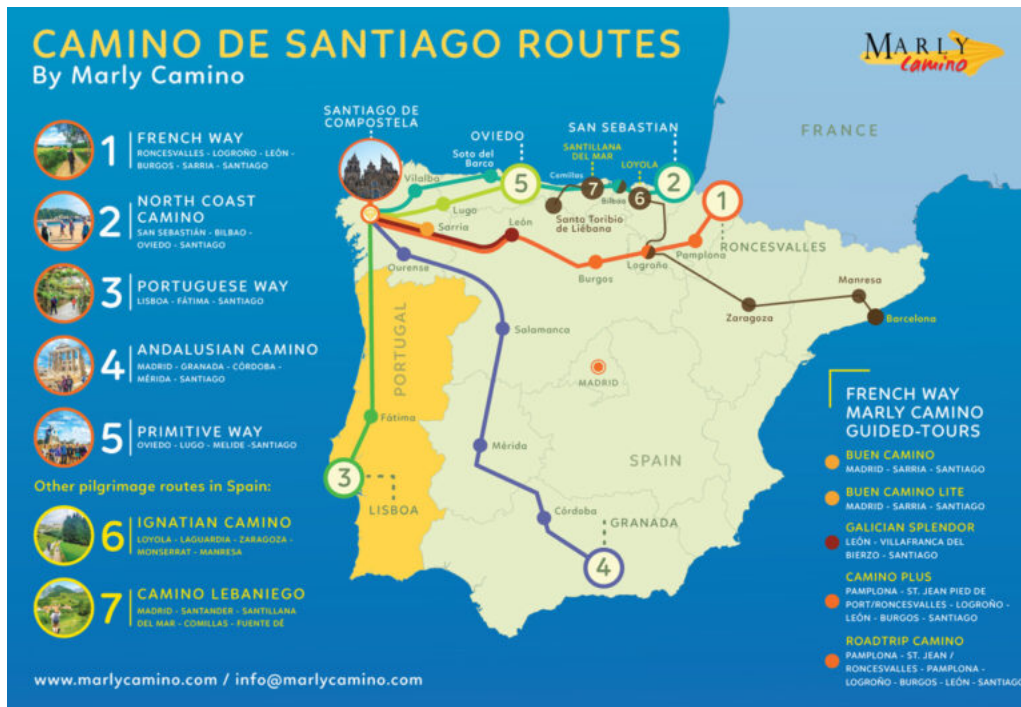 CAMINO DE SANTIAGO ROUTES
By Marly Camino
MARLY
Camino
1
FRENCH WAY
RONCESVALLES - LOGROÑO - LEÓN -
BURGOS - SARRIA - SANTIAGO
2
NORTH COAST
CAMINO
SAN SEBASTIÁN - BILBAO -
OVIEDO - SANTIAGO
3
PORTUGUESE WAY
LISBOA - FÁTIMA - SANTIAGO
4
ANDALUSIAN CAMINO
MADRID - GRANADA - CÓRDOBA -
MÉRIDA - SANTIAGO
5
PRIMITIVE WAY
OVIEDO - LUGO - MELIDE -SANTIAGO
Other pilgrimage routes in Spain:
6
IGNATIAN CAMINO
LOYOLA - LAGUARDIA - ZARAGOZA -
MONSERRAT - MANRESA
7
CAMINO LEBANIEGO
MADRID - SANTANDER - SANTILLANA
DEL MAR - COMILLAS - FUENTE DÉ
www.marlycamino.com / info@marlycamino.com
SANTIAGO DE
COMPOSTELA
OVIEDO
SAN SEBASTIAN
SANTILLANA
DEL MAR
LOYOLA
FRANCE
Soto del
Barco
Vilalba
5
Comillas
7
Bilbao
6
2
1
Lugo
Santo Toribio
de Liébana
Sarria
León
RONCESVALLES
Pamplona
Logroño
Burgos
Ourense
Manresa
Zaragoza
Barcelona
Salamanca
PORTUGAL
MADRID
Fátima
Mérida
SPAIN
3
LISBOA
Córdoba
GRANADA
4
FRENCH WAY
MARLY CAMINO
GUIDED-TOURS
BUEN CAMINO
MADRID - SARRIA - SANTIAGO
BUEN CAMINO LITE
MADRID - SARRIA - SANTIAGO
GALICIAN SPLENDOR
LEÓN - VILLAFRANCA DEL
BIERZO - SANTIAGO
CAMINO PLUS
PAMPLONA - ST. JEAN PIED DE
PORT/RONCESVALLES - LOGROÑO -
LEÓN - BURGOS - SANTIAGO
ROADTRIP CAMINO
PAMPLONA - ST. JEAN /
RONCESVALLES - PAMPLONA -
LOGROÑO - BURGOS - LEÓN - SANTIAGO